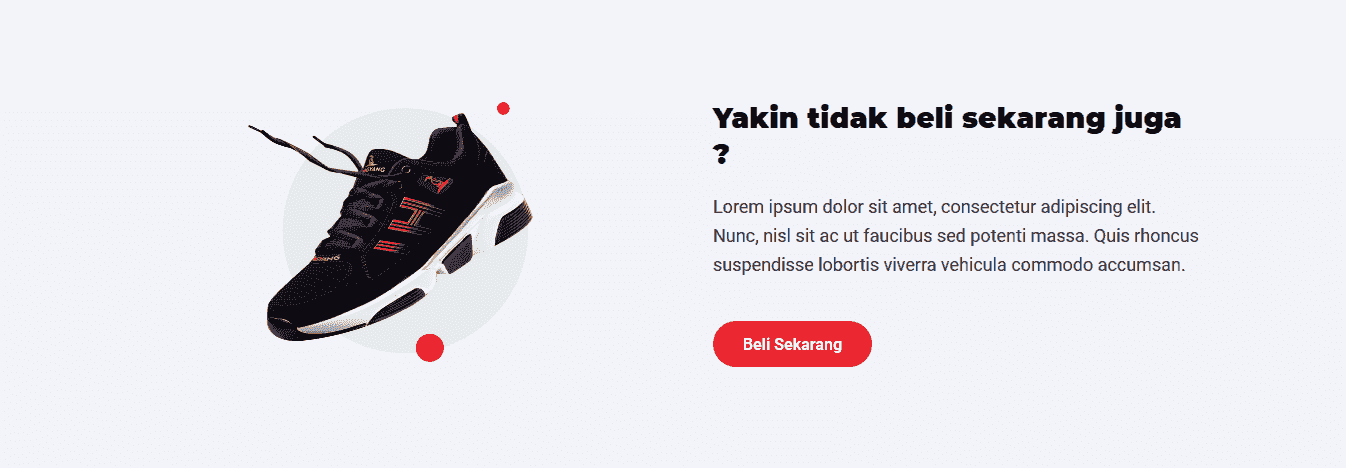 Yakin tidak beli sekarang juga
?
Lorem ipsum dolor sit amet, consectetur adipiscing elit.
Nunc, nisl sit ac ut faucibus sed potenti massa. Quis rhoncus
suspendisse lobortis viverra vehicula commodo accumsan.
Beli Sekarang